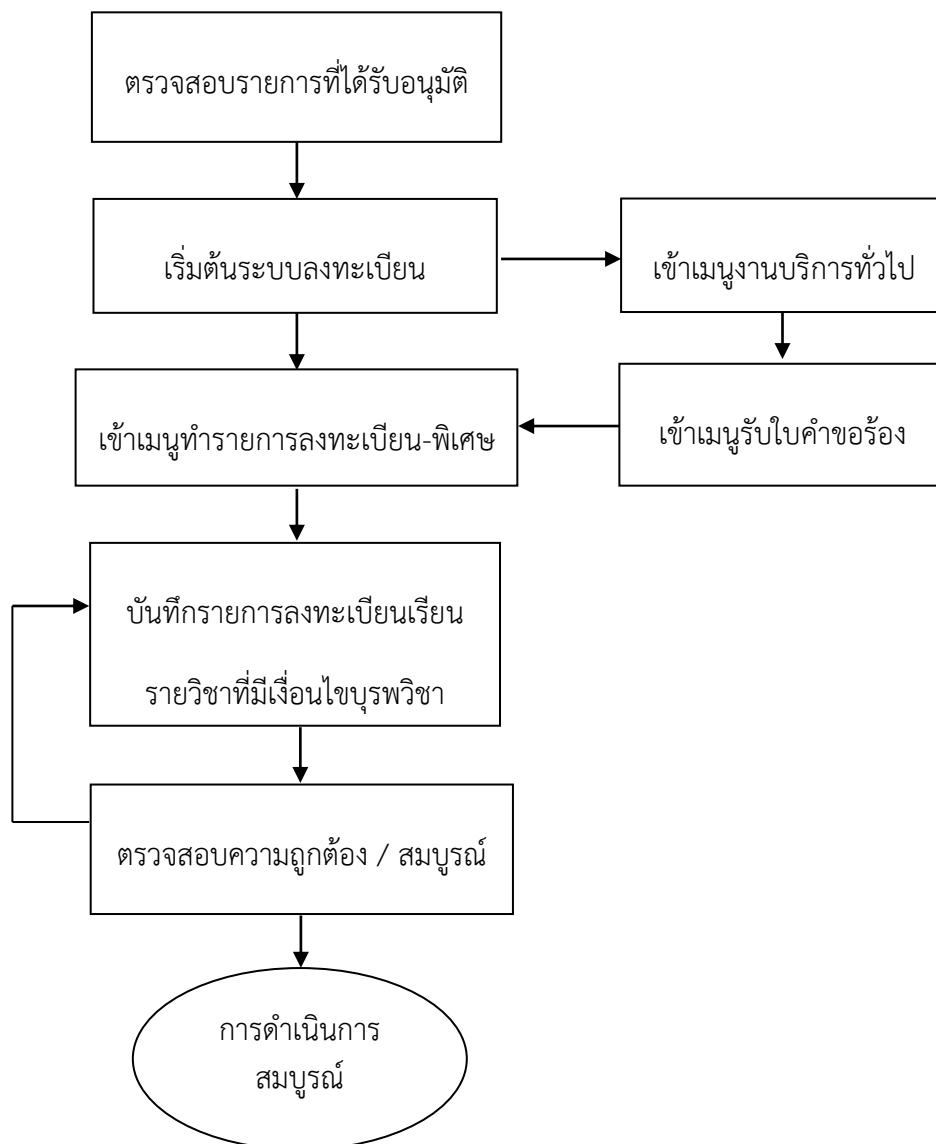 ตรวจสอบรายการที่ได้รับอนุมัติ
เริ่มต้นระบบลงทะเบียน
เข้าเมนูงานบริการทั่วไป
เข้าเมนูรับใบคำขอร้อง
เข้าเมนูทำรายการลงทะเบียน-พิเศษ
บันทึกรายการลงทะเบียนเรียน
รายวิชาที่มีเงื่อนไขบุรพวิชา
ตรวจสอบความถูกต้อง / สมบูรณ์
การดำเนินการ
สมบูรณ์